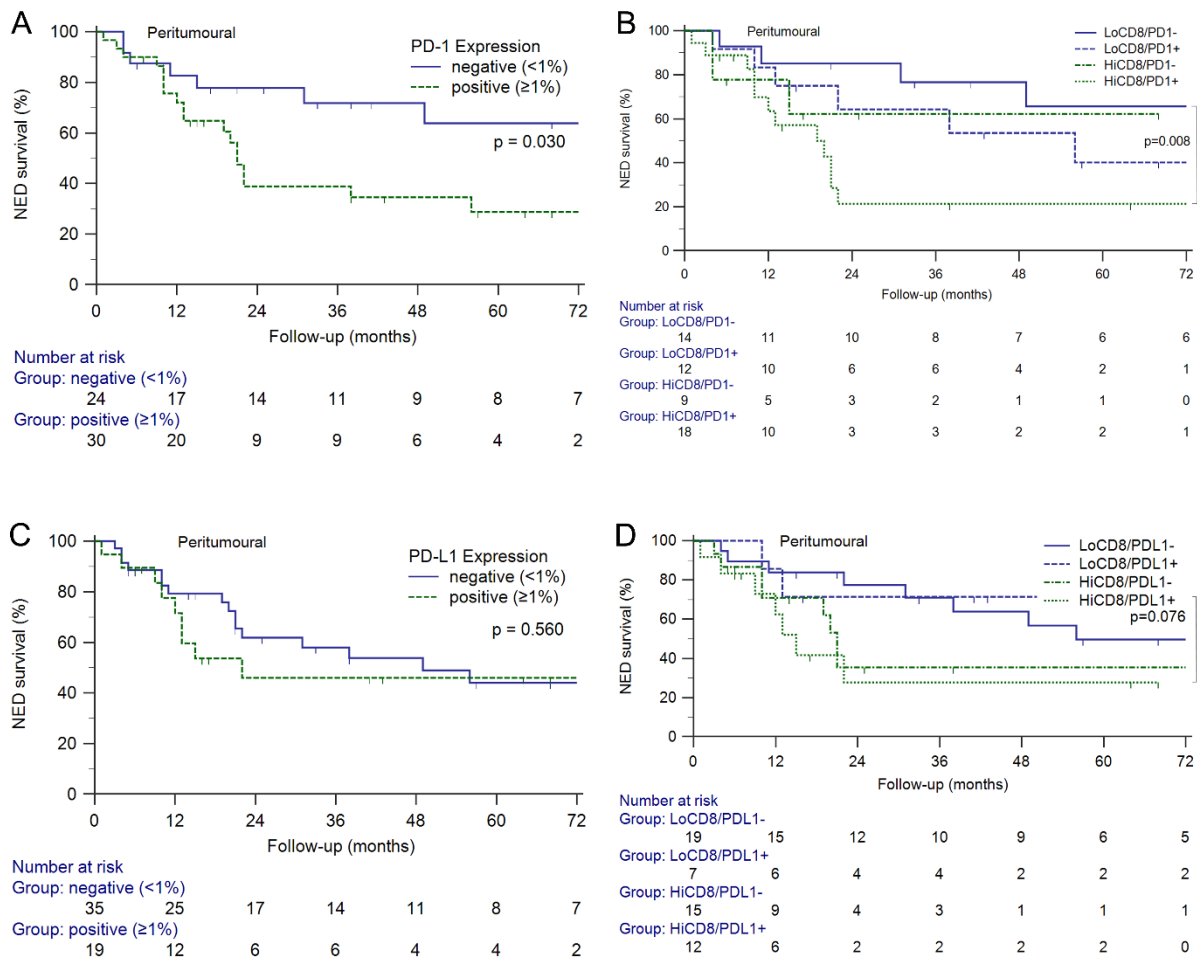 A
Peritumoural
PD-1 Expression
negative (<1%)
positive (≥1%)
p = 0.030
NED survival (%)
100
80
60
40
20
0
0 12 24 36 48 60 72
Follow-up (months)
Number at risk
Group: negative (<1%)
24 17 14 11 9 8 7
Group: positive (≥1%)
30 20 9 9 6 4 2
B
Peritumoural
LoCD8/PD1-
LoCD8/PD1+
HiCD8/PD1-
HiCD8/PD1+
p=0.008
NED survival (%)
100
80
60
40
20
0
0 12 24 36 48 60 72
Follow-up (months)
Number at risk
Group: LoCD8/PD1-
14 11 10 8 7 6 6
Group: LoCD8/PD1+
12 10 6 6 4 2 1
Group: HiCD8/PD1-
9 5 3 2 1 1 0
Group: HiCD8/PD1+
18 10 3 3 2 2 1
C
Peritumoural
PD-L1 Expression
negative (<1%)
positive (≥1%)
p = 0.560
NED survival (%)
100
80
60
40
20
0
0 12 24 36 48 60 72
Follow-up (months)
Number at risk
Group: negative (<1%)
35 25 17 14 11 8 7
Group: positive (≥1%)
19 12 6 6 4 4 2
D
Peritumoural
LoCD8/PDL1-
LoCD8/PDL1+
HiCD8/PDL1-
HiCD8/PDL1+
p=0.076
NED survival (%)
100
80
60
40
20
0
0 12 24 36 48 60 72
Follow-up (months)
Number at risk
Group: LoCD8/PDL1-
19 15 12 10 9 6 5
Group: LoCD8/PDL1+
7 6 4 4 2 2 2
Group: HiCD8/PDL1-
15 9 4 3 1 1 1
Group: HiCD8/PDL1+
12 6 2 2 2 2 0